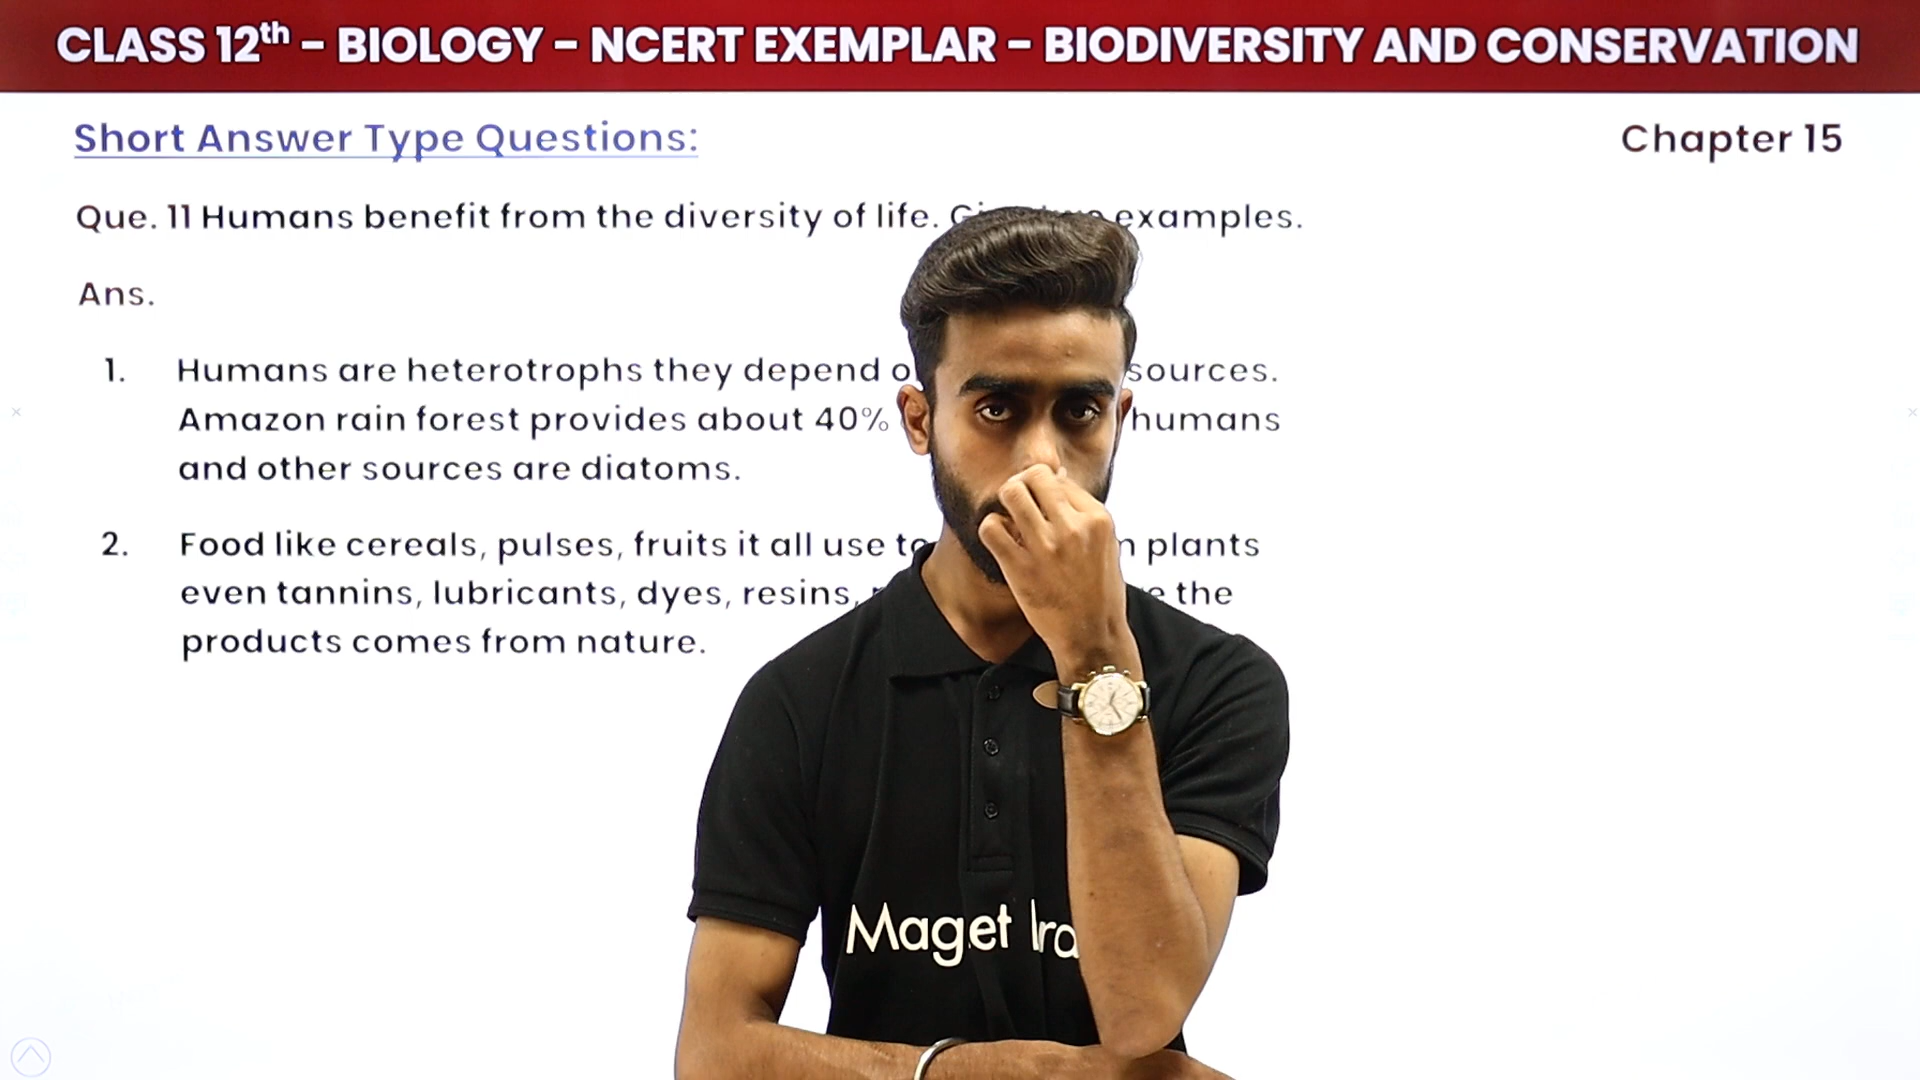 CLASS 12th – BIOLOGY – NCERT EXEMPLAR – BIODIVERSITY AND CONSERVATION
Short Answer Type Questions:
Chapter 15
Que. 11 Humans benefit from the diversity of life. examples.
Ans.
1. Humans are heterotrophs they depend sources.
Amazon rain forest provides about 40% humans
and other sources are diatoms.
2. Food like cereals, pulses, fruits it all use plants
even tannins, lubricants, dyes, resins, the
products comes from nature.
Maget